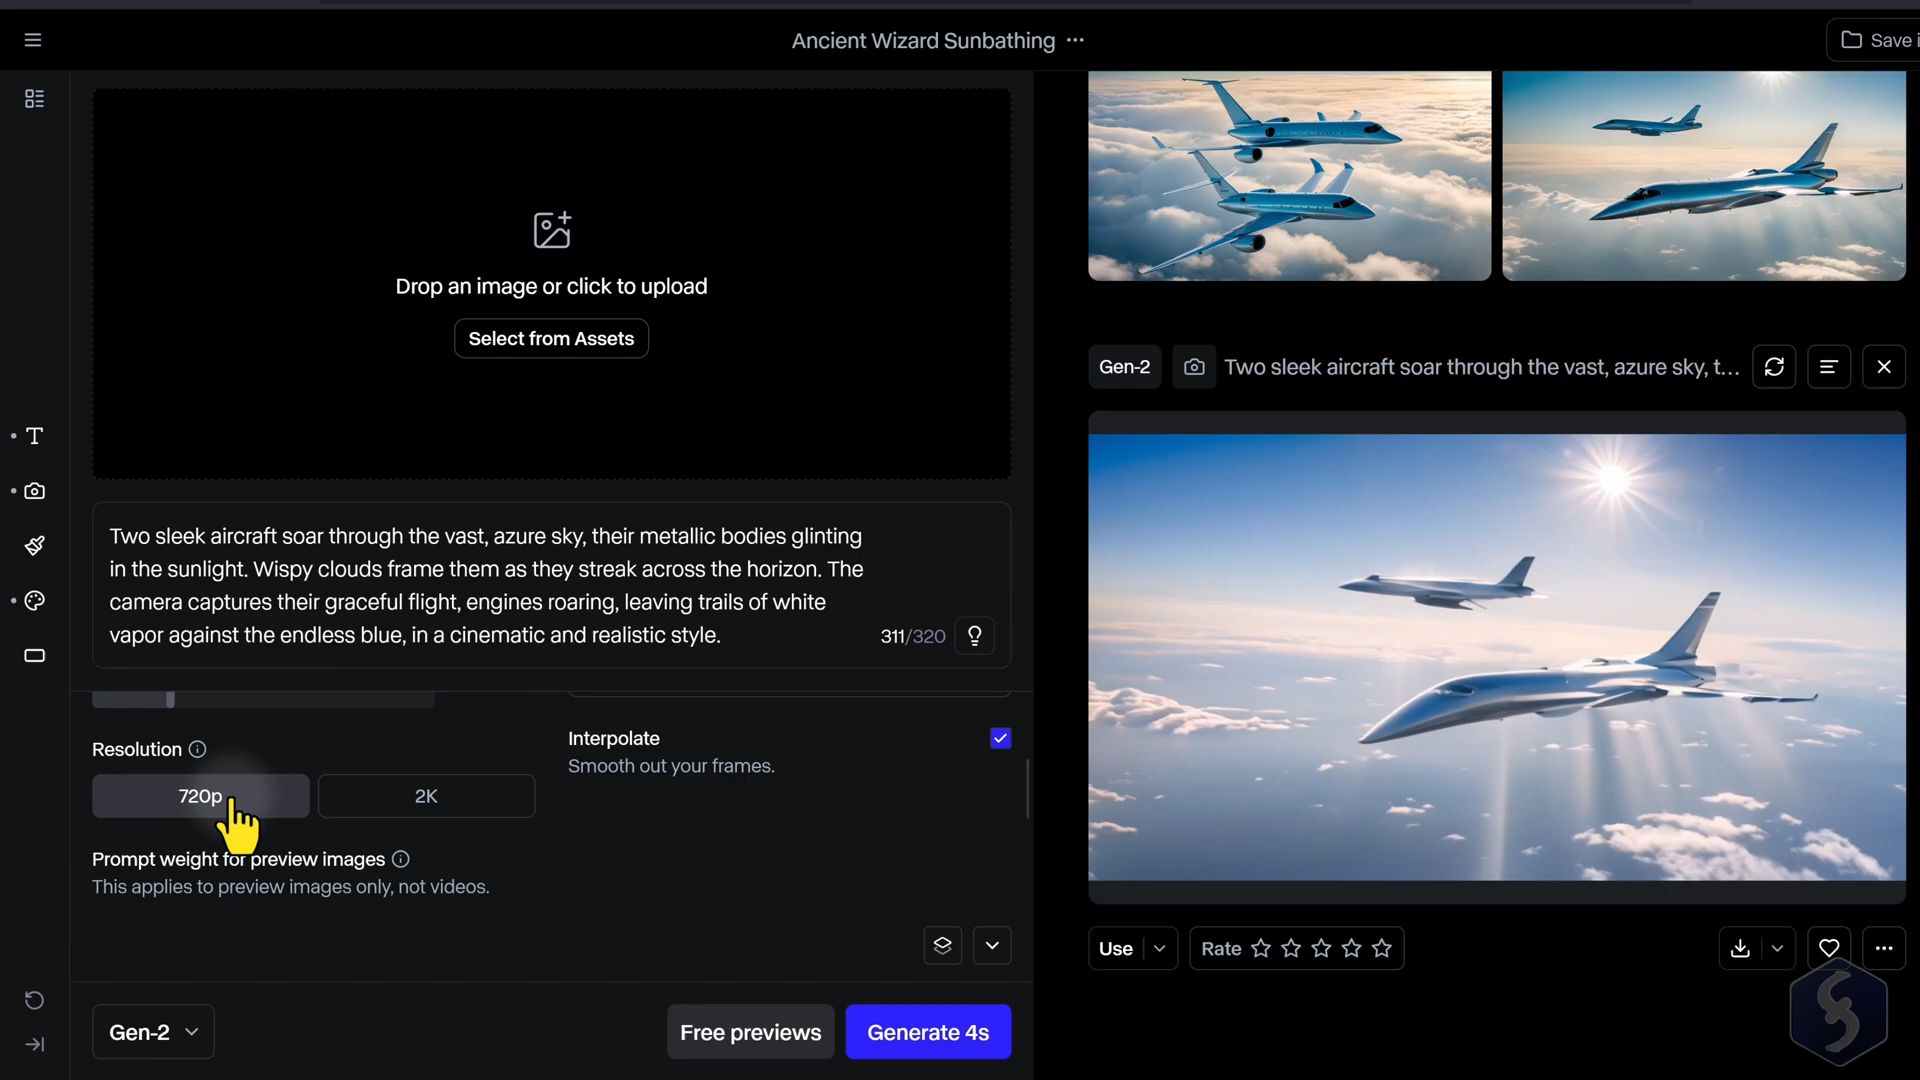 Ancient Wizard Sunbathing
Drop an image or click to upload
Select from Assets
Two sleek aircraft soar through the vast, azure sky, their metallic bodies glinting
in the sunlight. Wispy clouds frame them as they streak across the horizon. The
camera captures their graceful flight, engines roaring, leaving trails of white
vapor against the endless blue, in a cinematic and realistic style.
311/320
Resolution
720p
2K
Interpolate
Smooth out your frames.
Prompt weight for preview images
This applies to preview images only, not videos.
Gen-2
Free previews
Generate 4s
Save i
Gen-2
Two sleek aircraft soar through the vast, azure sky, t...
Use
Rate